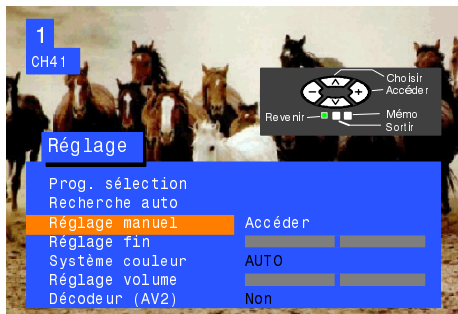 1
CH41
Choisir
Accéder
Revenir
Mémo
Sortir
Réglage
Prog. sélection
Recherche auto
Réglage manuel Accéder
Réglage fin
Système couleur AUTO
Réglage volume
Décodeur (AV2) Non